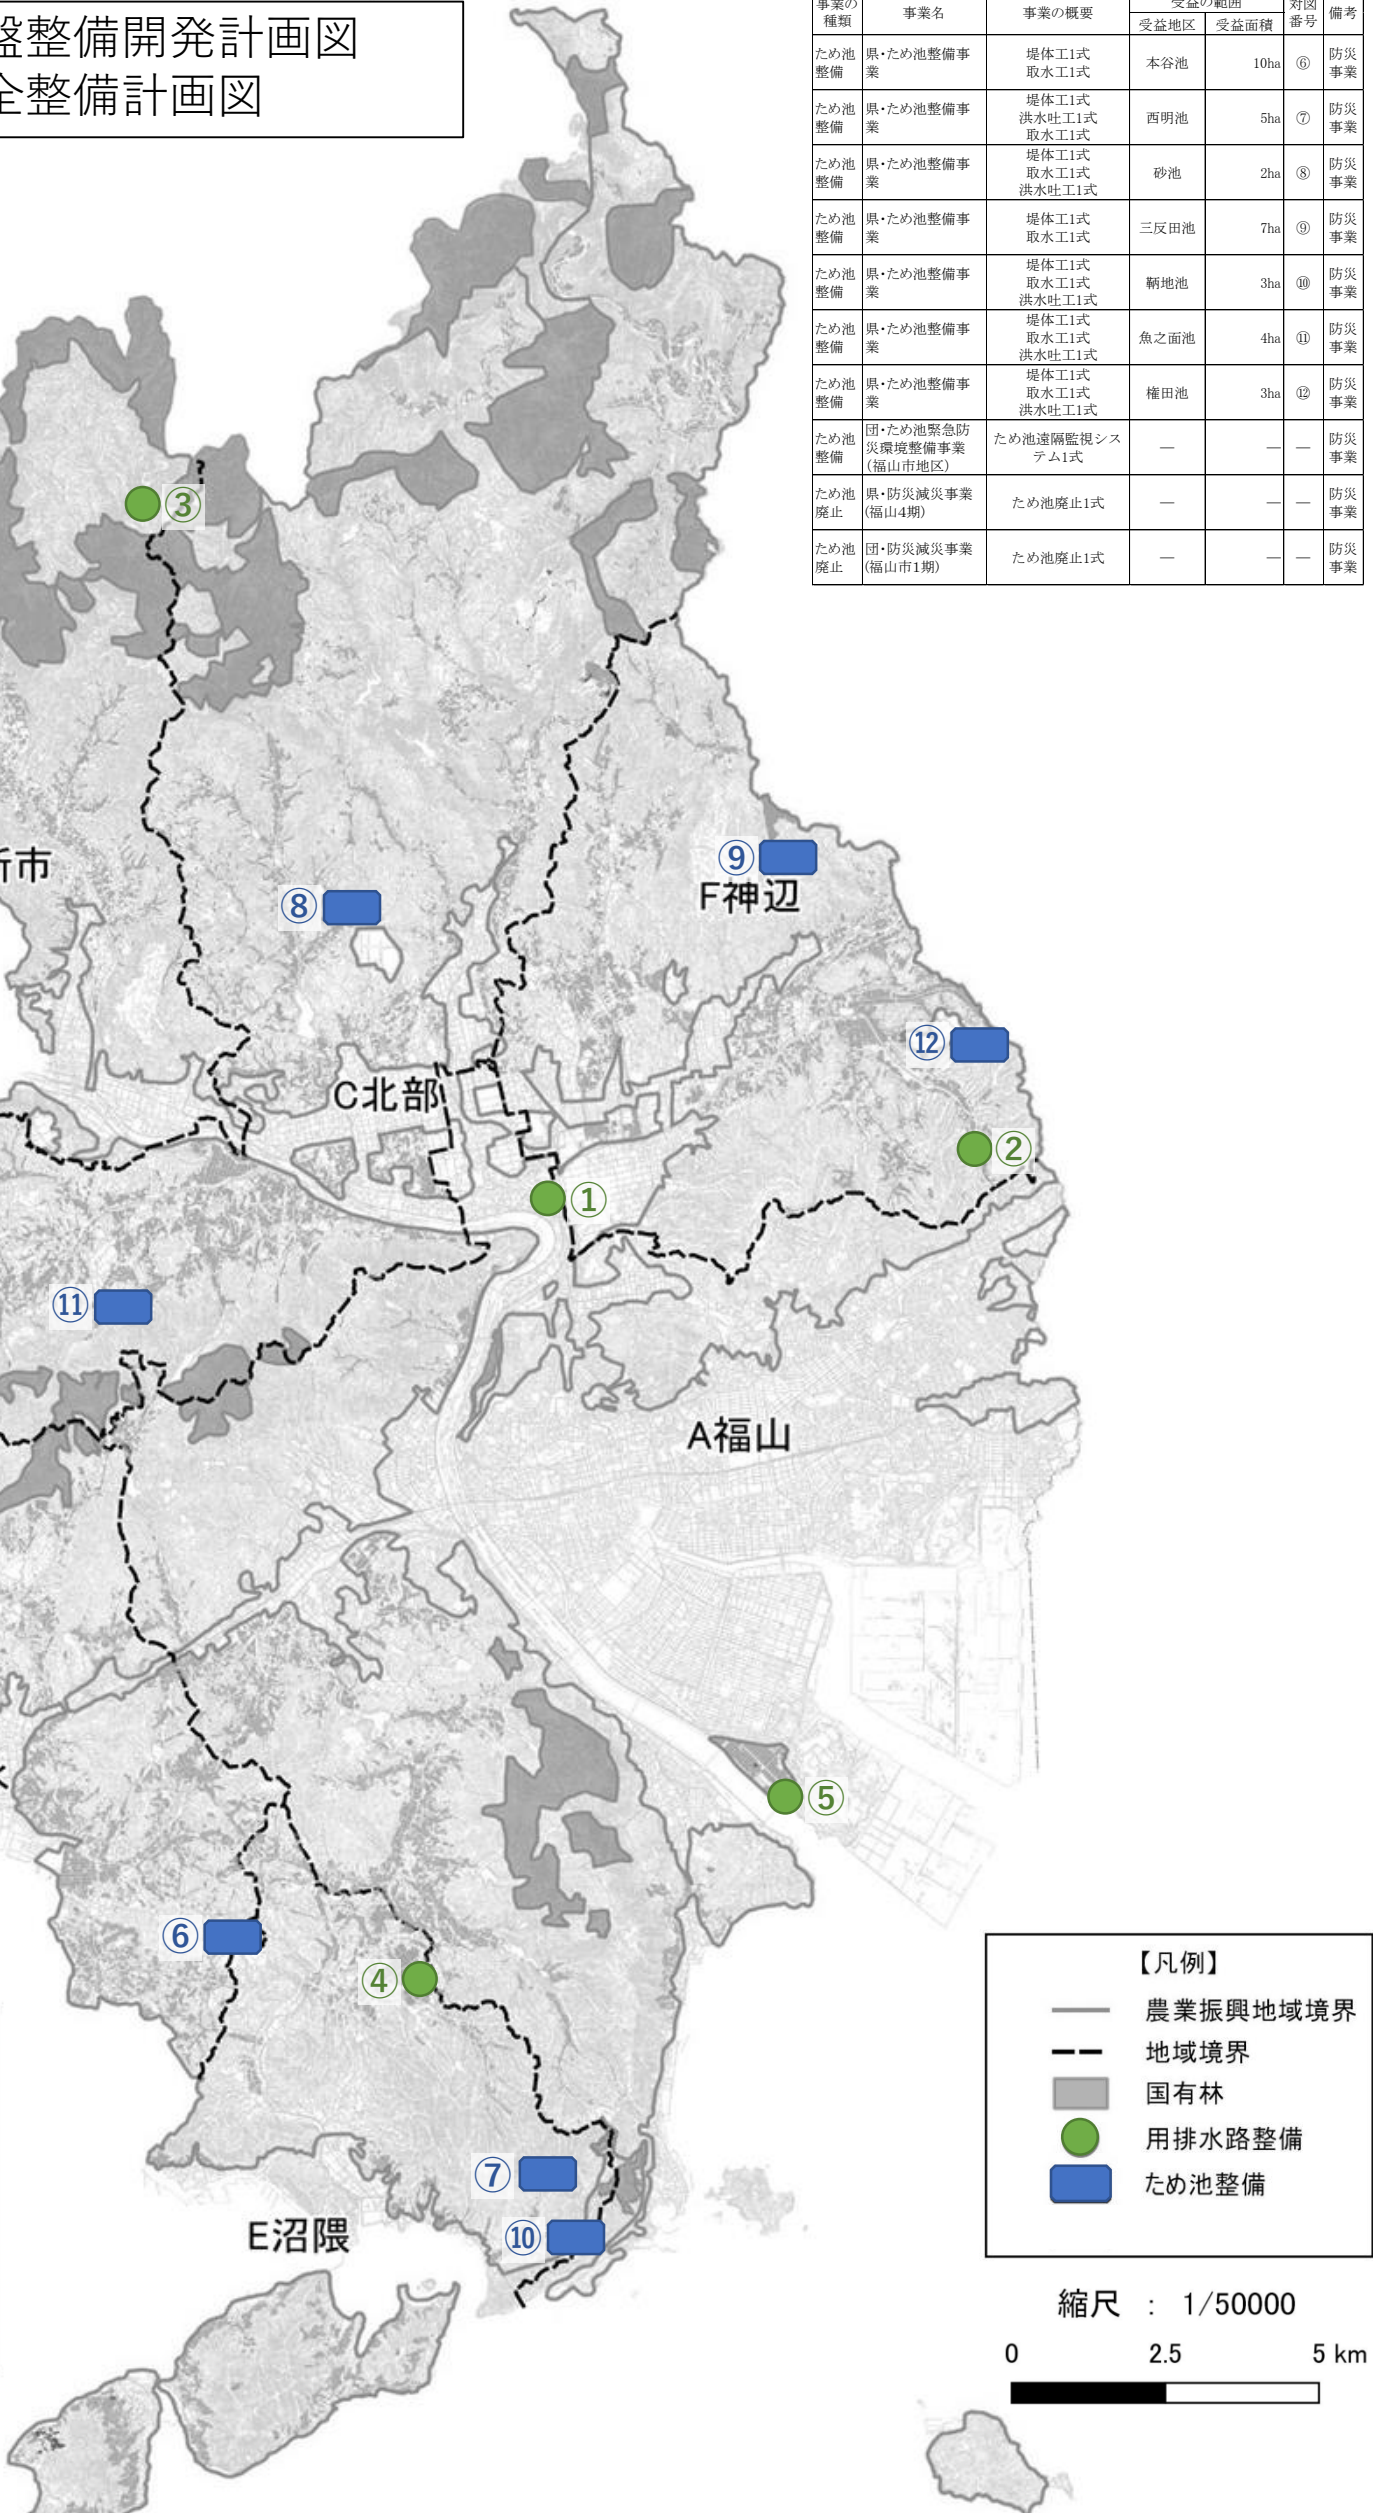 盤整備開発計画図
全整備計画図
事業の種類 事業名 事業の概要 受益の範囲 対図番号 備考
受益地区 受益面積
ため池整備 県・ため池整備事業 堤体工1式 取水工1式 本谷池 10ha ⑥ 防災事業
ため池整備 県・ため池整備事業 堤体工1式 洪水吐工1式 取水工1式 西明池 5ha ⑦ 防災事業
ため池整備 県・ため池整備事業 堤体工1式 取水工1式 洪水吐工1式 砂池 2ha ⑧ 防災事業
ため池整備 県・ため池整備事業 堤体工1式 取水工1式 三反田池 7ha ⑨ 防災事業
ため池整備 県・ため池整備事業 堤体工1式 取水工1式 洪水吐工1式 鞆地池 3ha ⑩ 防災事業
ため池整備 県・ため池整備事業 堤体工1式 取水工1式 洪水吐工1式 魚之面池 4ha ⑪ 防災事業
ため池整備 県・ため池整備事業 堤体工1式 取水工1式 洪水吐工1式 権田池 3ha ⑫ 防災事業
ため池整備 団・ため池緊急防災環境整備事業(福山市地区) ため池遠隔監視システム1式 ― ― ― 防災事業
ため池廃止 県・防災減災事業(福山4期) ため池廃止1式 ― ― ― 防災事業
ため池廃止 団・防災減災事業(福山市1期) ため池廃止1式 ― ― ― 防災事業
③
新市
⑨
F神辺
⑧
⑫
C北部
②
①
⑪
A福山
⑤
⑥
④
⑦
⑩
E沼隈
【凡例】
農業振興地域境界
地域境界
国有林
用排水路整備
ため池整備
縮尺 : 1/50000
0 2.5 5 km